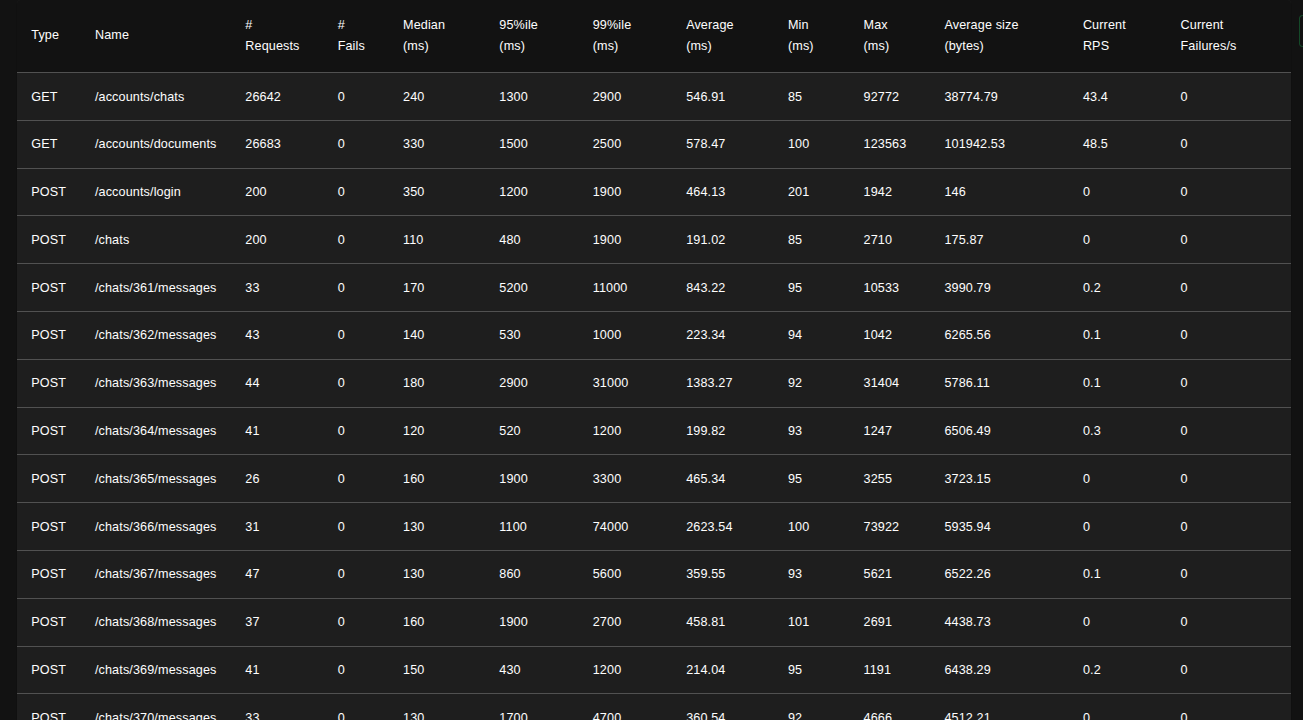 Type Name # Requests # Fails Median (ms) 95%ile (ms) 99%ile (ms) Average (ms) Min (ms) Max (ms) Average size (bytes) Current RPS Current Failures/s
GET /accounts/chats 26642 0 240 1300 2900 546.91 85 92772 38774.79 43.4 0
GET /accounts/documents 26683 0 330 1500 2500 578.47 100 123563 101942.53 48.5 0
POST /accounts/login 200 0 350 1200 1900 464.13 201 1942 146 0 0
POST /chats 200 0 110 480 1900 191.02 85 2710 175.87 0 0
POST /chats/361/messages 33 0 170 5200 11000 843.22 95 10533 3990.79 0.2 0
POST /chats/362/messages 43 0 140 530 1000 223.34 94 1042 6265.56 0.1 0
POST /chats/363/messages 44 0 180 2900 31000 1383.27 92 31404 5786.11 0.1 0
POST /chats/364/messages 41 0 120 520 1200 199.82 93 1247 6506.49 0.3 0
POST /chats/365/messages 26 0 160 1900 3300 465.34 95 3255 3723.15 0 0
POST /chats/366/messages 31 0 130 1100 74000 2623.54 100 73922 5935.94 0 0
POST /chats/367/messages 47 0 130 860 5600 359.55 93 5621 6522.26 0.1 0
POST /chats/368/messages 37 0 160 1900 2700 458.81 101 2691 4438.73 0 0
POST /chats/369/messages 41 0 150 430 1200 214.04 95 1191 6438.29 0.2 0
POST /chats/370/messages 33 0 130 1700 4700 360.54 92 4666 4512.21 0 0